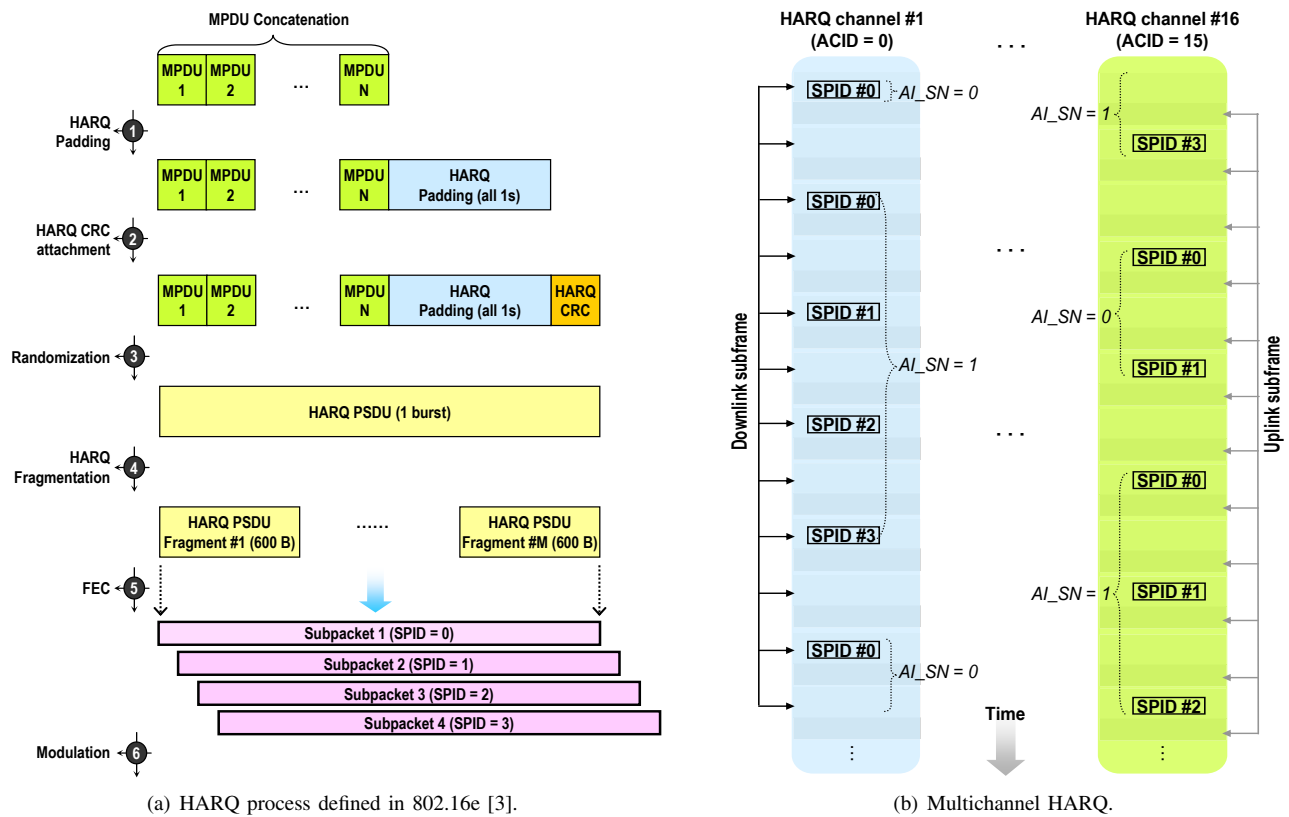 MPDU Concatenation
MPDU
1
MPDU
2
...
MPDU
N
HARQ
Padding
1
MPDU
1
MPDU
2
...
MPDU
N
HARQ
Padding (all 1s)
HARQ CRC
attachment
2
MPDU
1
MPDU
2
...
MPDU
N
HARQ
Padding (all 1s)
HARQ
CRC
Randomization
3
HARQ PSDU (1 burst)
HARQ
Fragmentation
4
HARQ PSDU
Fragment #1 (600 B)
......
HARQ PSDU
Fragment #M (600 B)
FEC
5
Subpacket 1 (SPID = 0)
Subpacket 2 (SPID = 1)
Subpacket 3 (SPID = 2)
Subpacket 4 (SPID = 3)
Modulation
6
(a) HARQ process defined in 802.16e [3].
HARQ channel #1
(ACID = 0)
...
HARQ channel #16
(ACID = 15)
Downlink subframe
SPID #0
AI_SN = 0
SPID #0
SPID #1
AI_SN = 1
SPID #2
SPID #3
SPID #0
AI_SN = 0
...
...
...
Time
AI_SN = 1
SPID #3
SPID #0
AI_SN = 0
SPID #1
SPID #0
AI_SN = 1
SPID #1
SPID #2
...
Uplink subframe
(b) Multichannel HARQ.